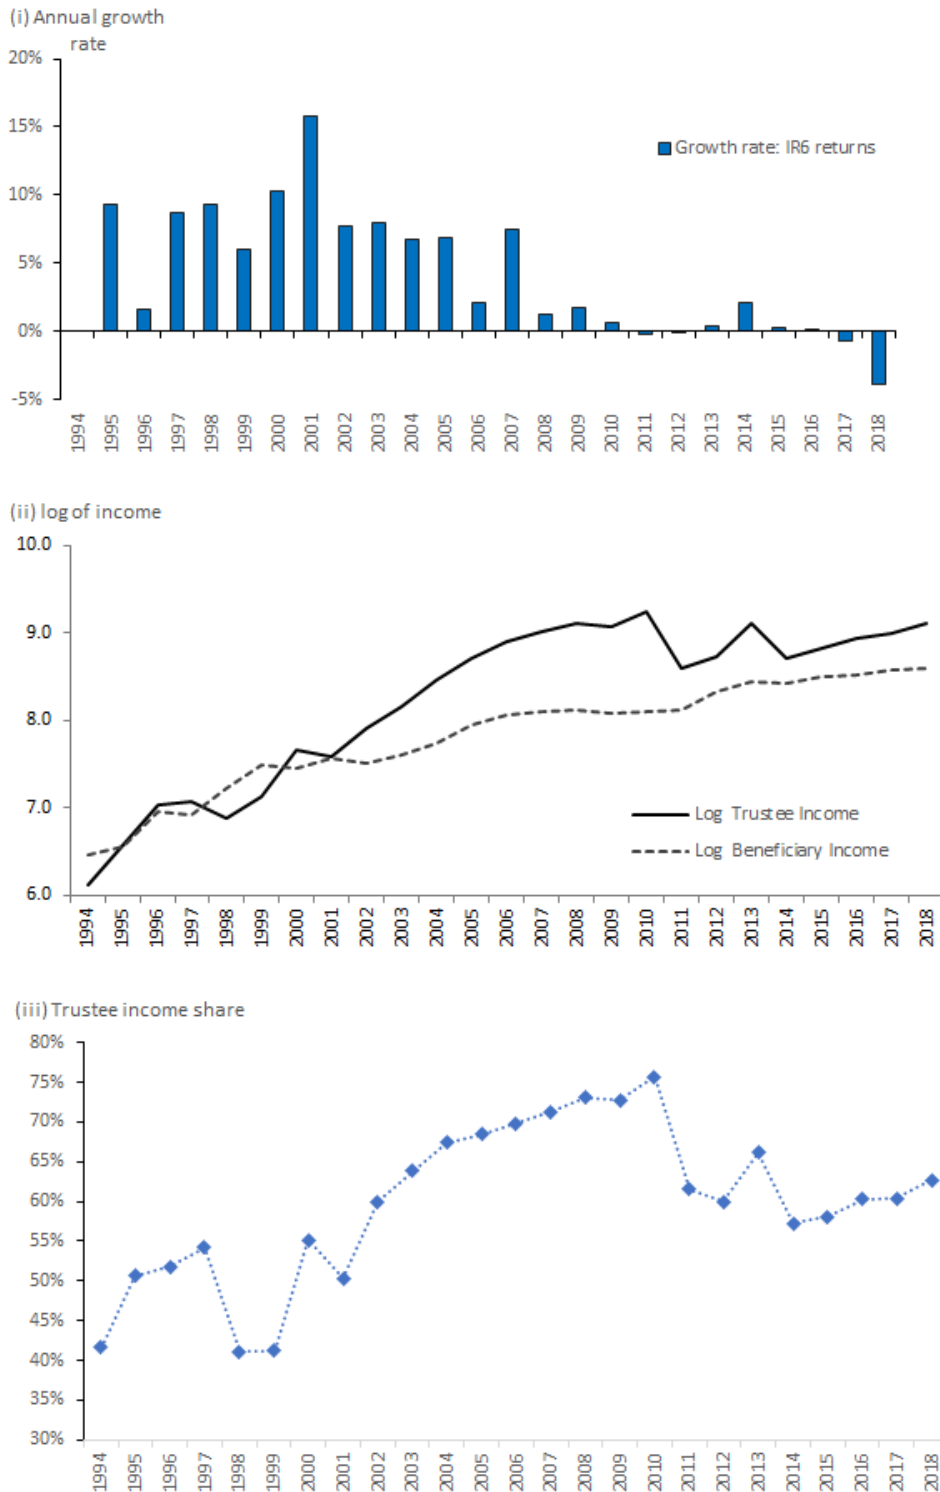 (i) Annual growth
rate
20%
15%
10%
5%
0%
-5%
Growth rate: IR6 returns
1994 1995 1996 1997 1998 1999 2000 2001 2002 2003 2004 2005 2006 2007 2008 2009 2010 2011 2012 2013 2014 2015 2016 2017 2018
(ii) log of income
10.0
9.0
8.0
7.0
6.0
Log Trustee Income
Log Beneficiary Income
1994 1995 1996 1997 1998 1999 2000 2001 2002 2003 2004 2005 2006 2007 2008 2009 2010 2011 2012 2013 2014 2015 2016 2017 2018
(iii) Trustee income share
80%
75%
70%
65%
60%
55%
50%
45%
40%
35%
30%
1994 1995 1996 1997 1998 1999 2000 2001 2002 2003 2004 2005 2006 2007 2008 2009 2010 2011 2012 2013 2014 2015 2016 2017 2018